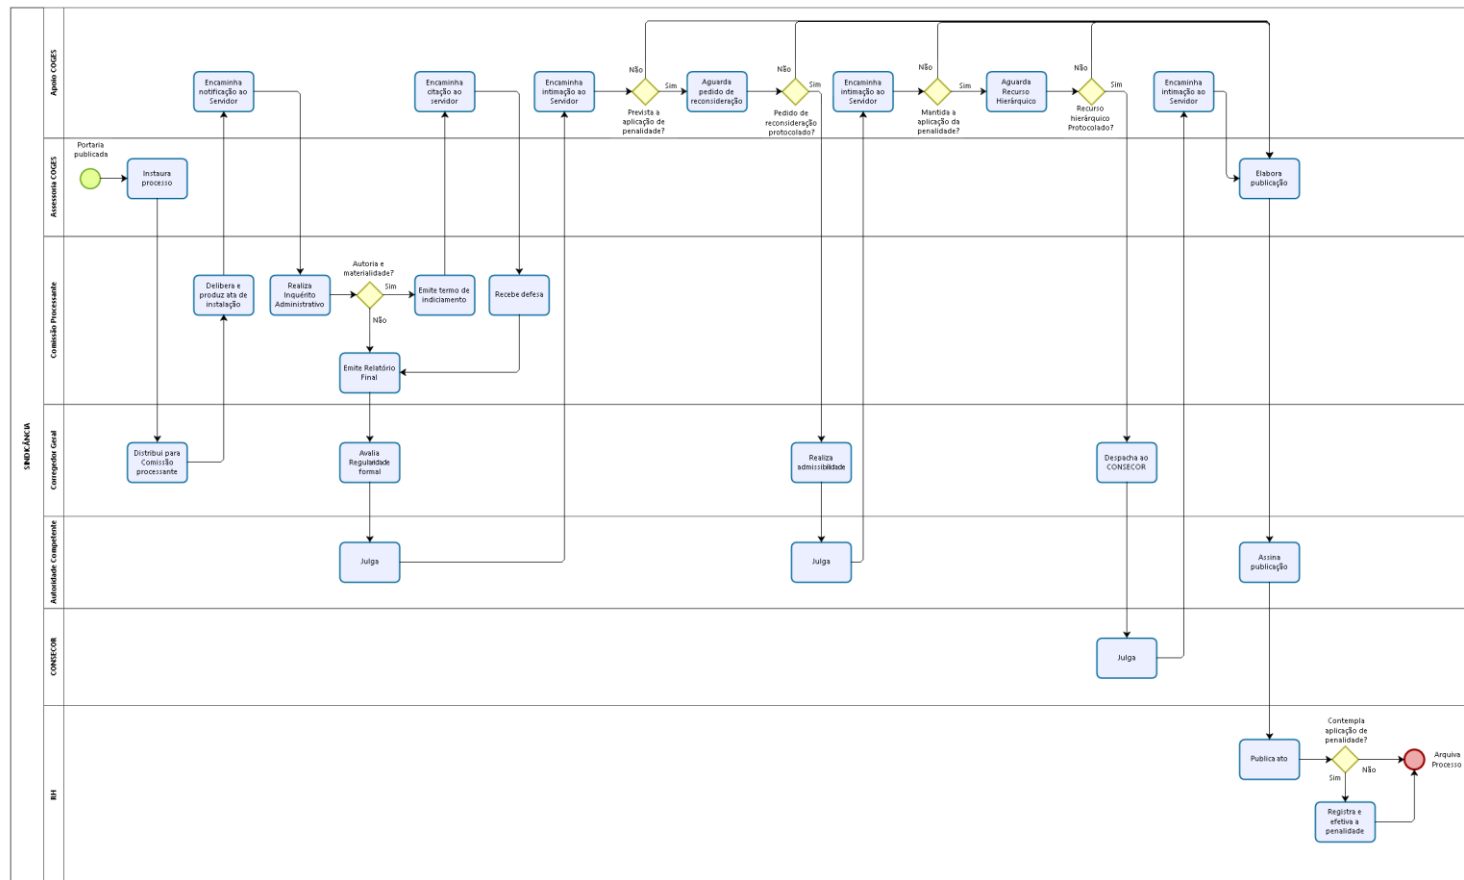 SINDICÂNCIA
Apoio COGES
Encaminha
notificação ao
Servidor
Encaminha
citação ao
servidor
Encaminha
intimação ao
Servidor
Não
Sim
Prevista a
aplicação de
penalidade?
Aguarda
pedido de
reconsideração
Não
Sim
Pedido de
reconsideração
protocolado?
Encaminha
intimação ao
Servidor
Não
Sim
Mantida a
aplicação da
penalidade?
Aguarda
Recurso
Hierárquico
Não
Sim
Recurso
hierárquico
Protocolado?
Encaminha
intimação ao
Servidor
Assessoria COGES
Portaria
publicada
Instaura
processo
Elabora
publicação
Comissão Processante
Delibera e
produz ata de
instalação
Realiza
Inquérito
Administrativo
Autoria e
materialidade?
Sim
Não
Emite termo de
indiciamento
Recebe defesa
Emite Relatório
Final
Corregedor Geral
Distribui para
Comissão
processante
Avalia
Regularidade
formal
Realiza
admissibilidade
Despacha ao
CONSECOR
Autoridade Competente
Julga
Julga
Assina
publicação
CONSECOR
Julga
RH
Publica ato
Contempla
aplicação de
penalidade?
Sim
Não
Arquiva
Processo
Registra e
efetiva a
penalidade